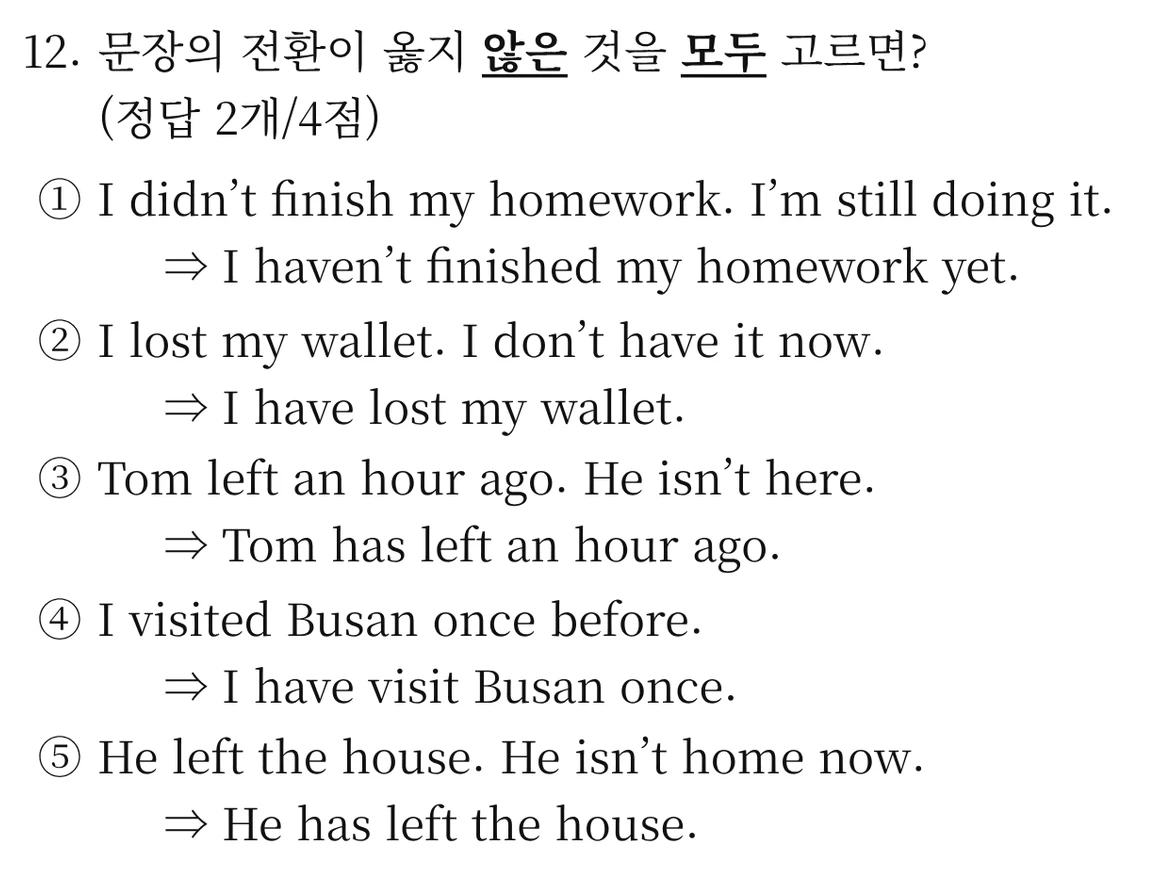 12. 문장의 전환이 옳지 않은 것을 모두 고르면?
(정답 2개/4점)
① I didn’t finish my homework. I’m still doing it.
⇒ I haven’t finished my homework yet.
② I lost my wallet. I don’t have it now.
⇒ I have lost my wallet.
③ Tom left an hour ago. He isn’t here.
⇒ Tom has left an hour ago.
④ I visited Busan once before.
⇒ I have visit Busan once.
⑤ He left the house. He isn’t home now.
⇒ He has left the house.